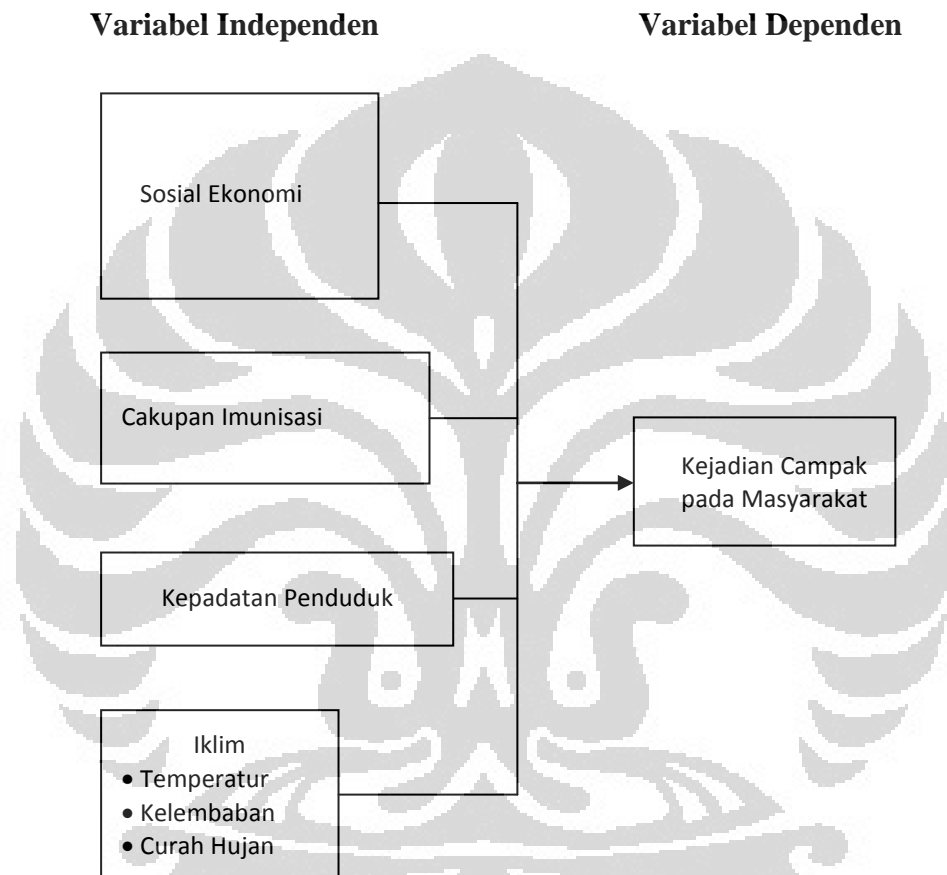 Variabel Independen
Variabel Dependen
Sosial Ekonomi
Cakupan Imunisasi
Kejadian Campak
pada Masyarakat
Kepadatan Penduduk
Iklim
• Temperatur
• Kelembaban
• Curah Hujan